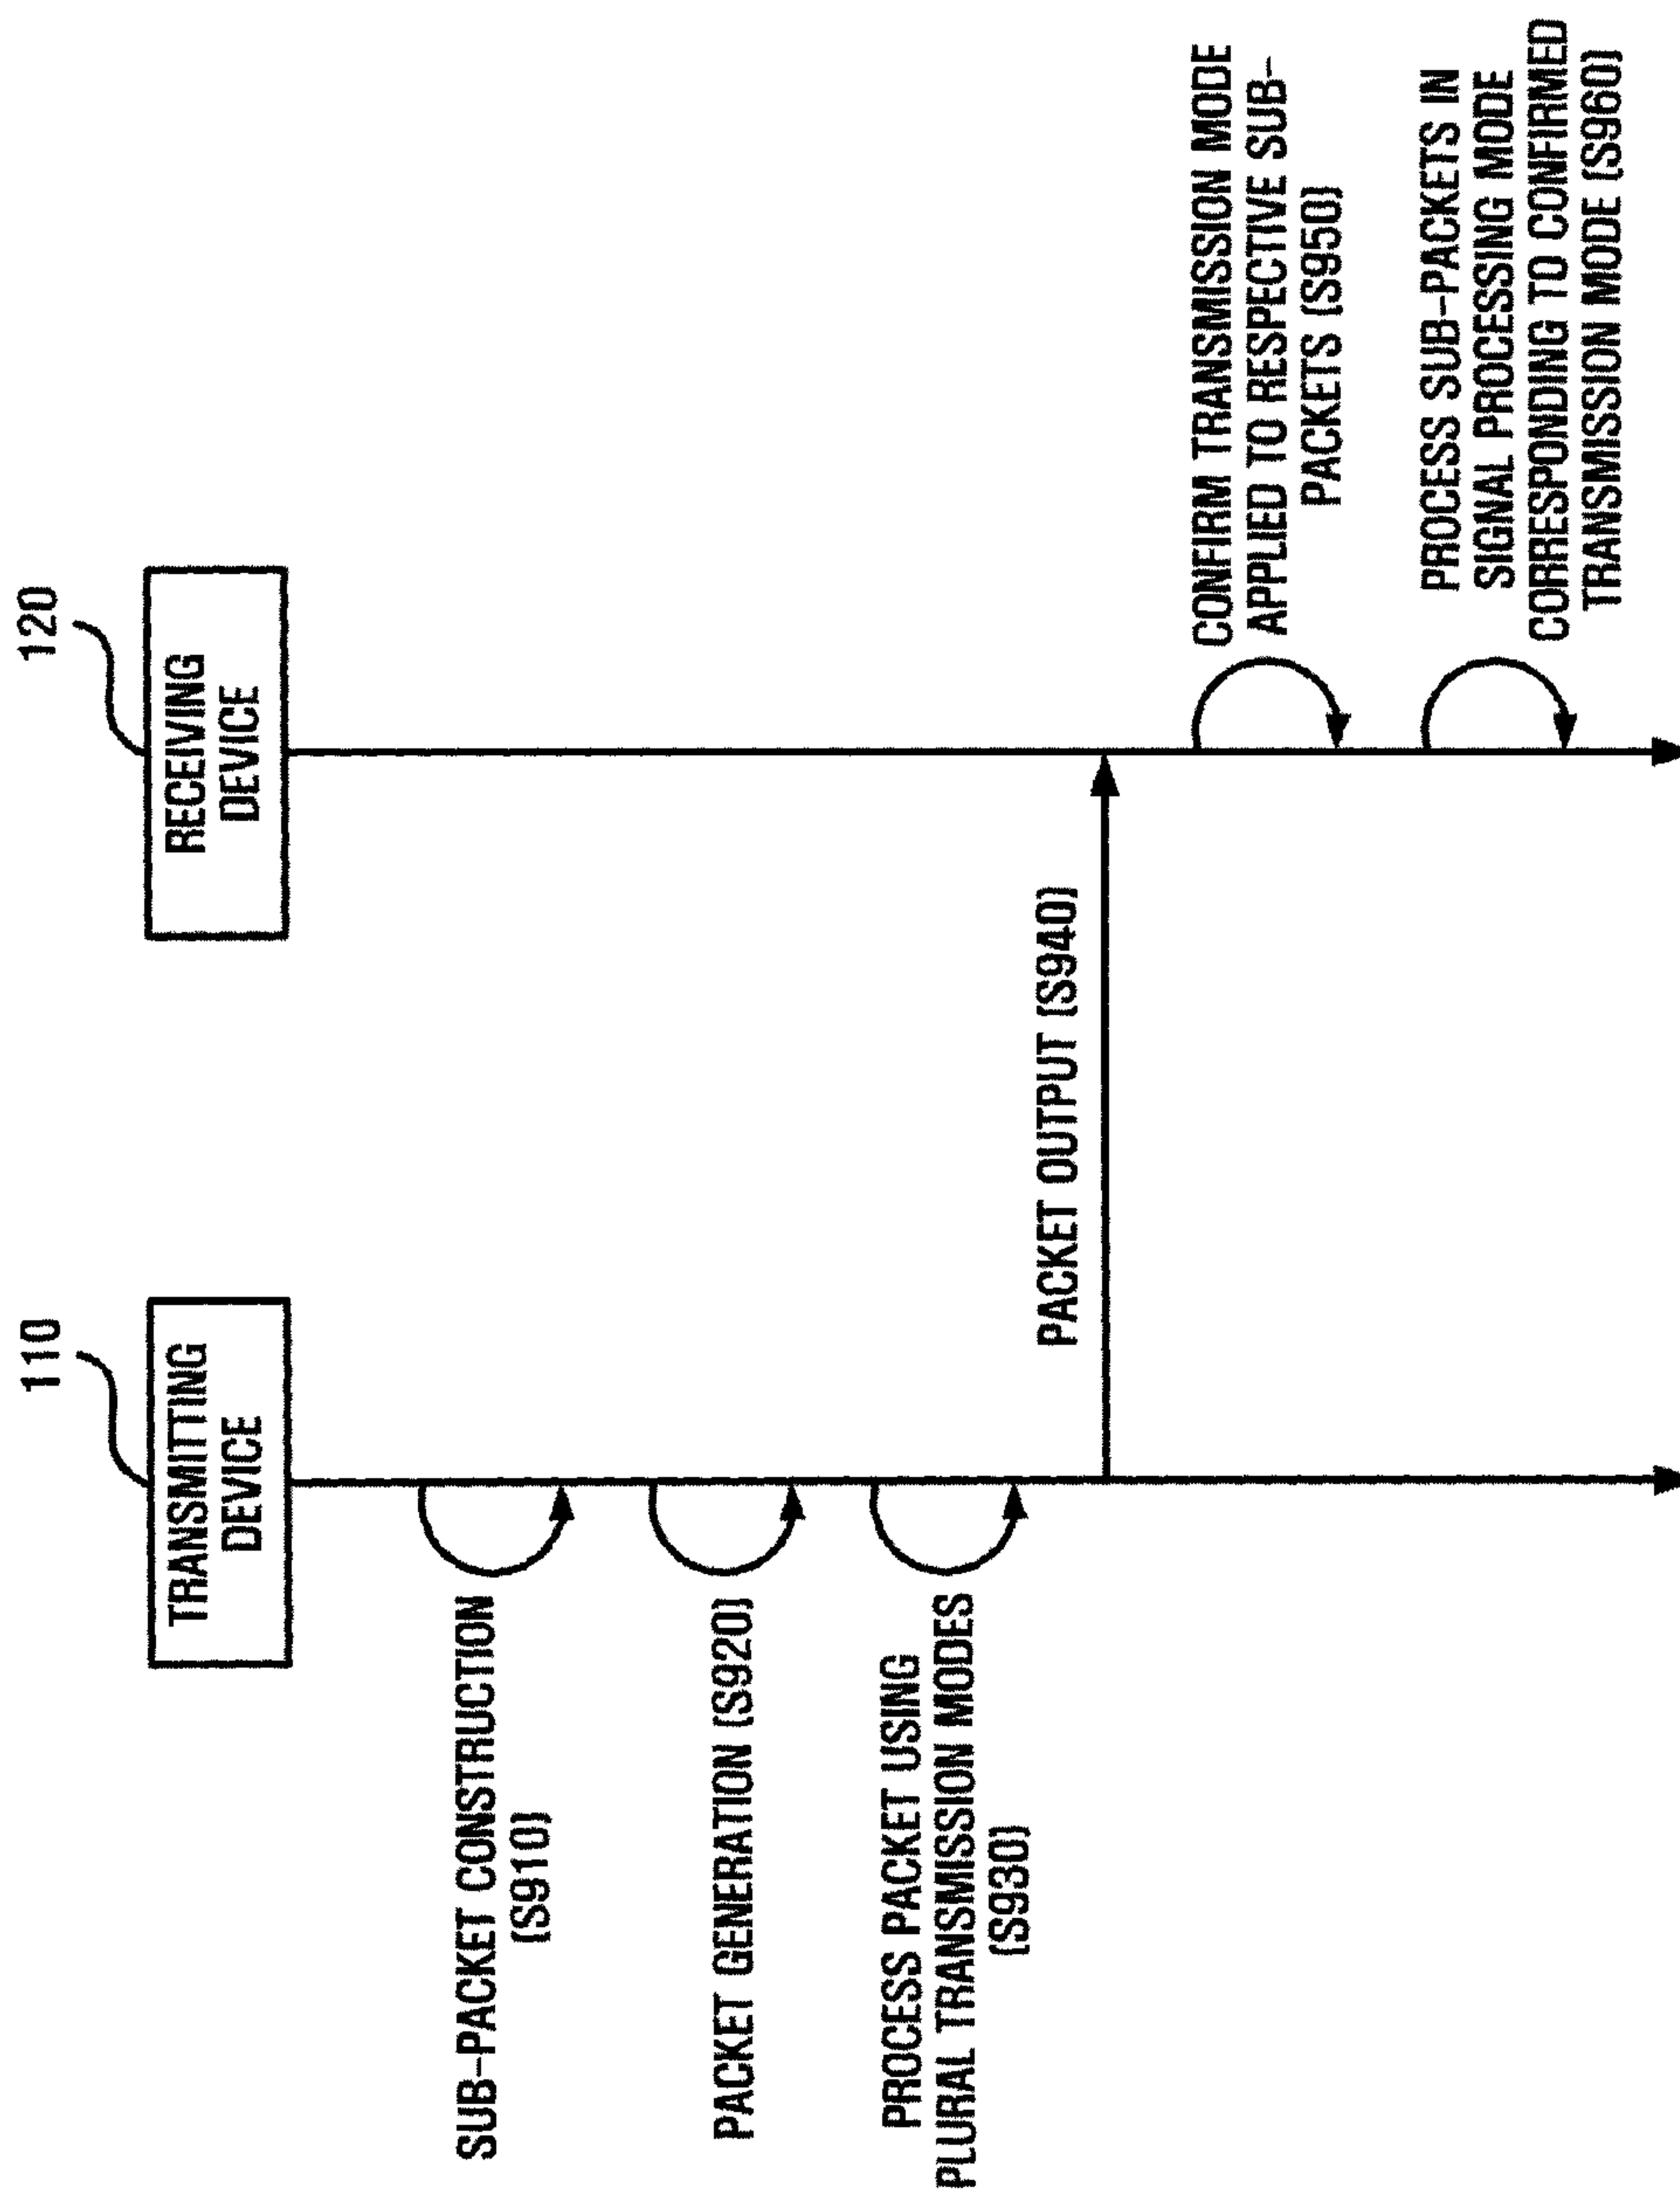 110
TRANSMITTING
DEVICE
120
RECEIVING
DEVICE
SUB-PACKET CONSTRUCTION
(S910)
PACKET GENERATION (S920)
PROCESS PACKET USING
PLURAL TRANSMISSION MODES
(S930)
PACKET OUTPUT (S940)
CONFIRM TRANSMISSION MODE
APPLIED TO RESPECTIVE SUB-
PACKETS (S950)
PROCESS SUB-PACKETS IN
SIGNAL PROCESSING MODE
CORRESPONDING TO CONFIRMED
TRANSMISSION MODE (S960)